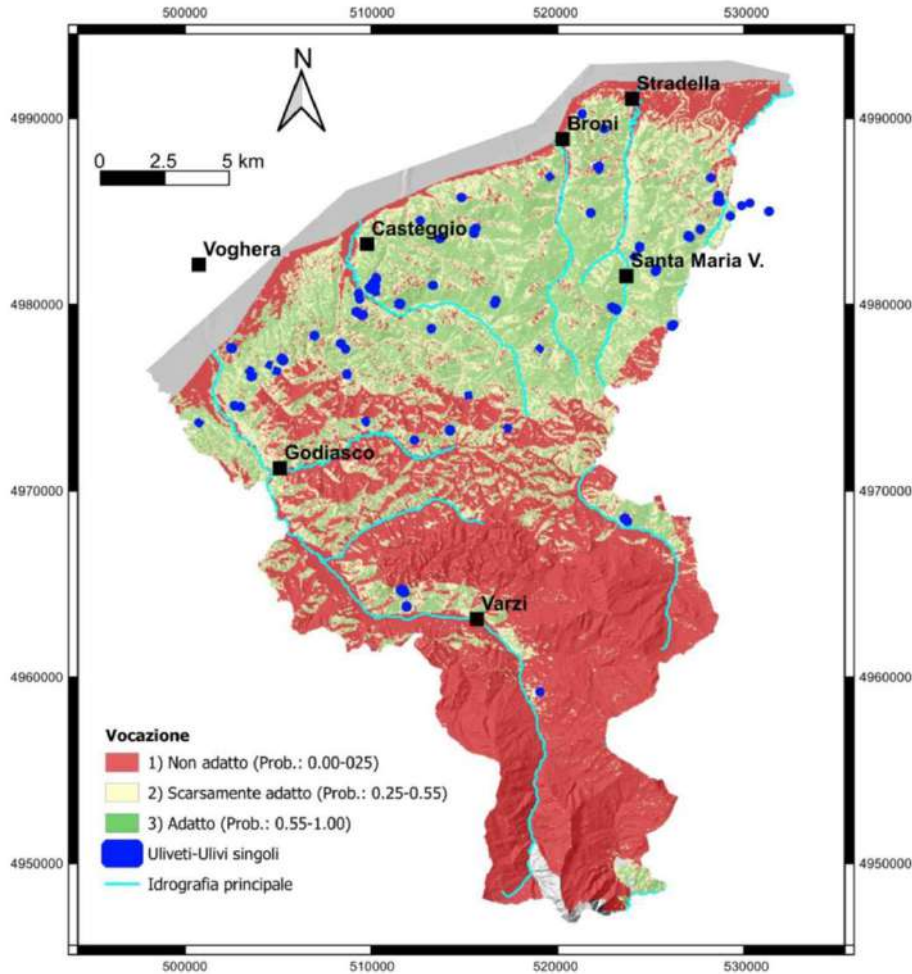 500000 510000 520000 530000
N
Stradella
4990000 4990000
Broni
0 2.5 5 km
Casteggio
Voghera
Santa Maria V.
4980000 4980000
Godiasco
4970000 4970000
Varzi
4960000 4960000
Vocazione
1) Non adatto (Prob.: 0.00-025)
2) Scarsamente adatto (Prob.: 0.25-0.55)
3) Adatto (Prob.: 0.55-1.00)
Uliveti-Ulivi singoli
Idrografia principale
4950000 4950000
500000 510000 520000 530000